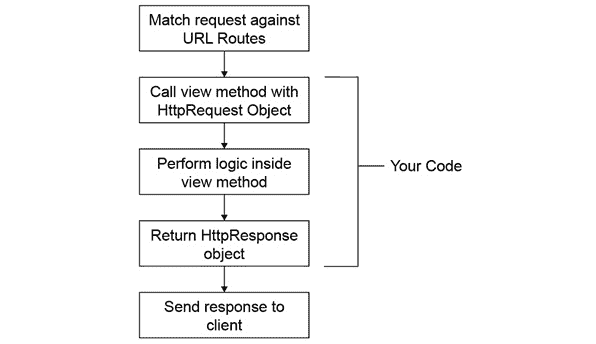 Match request against
URL Routes
Call view method with
HttpRequest Object
Perform logic inside
view method
Your Code
Return HttpResponse
object
Send response to
client